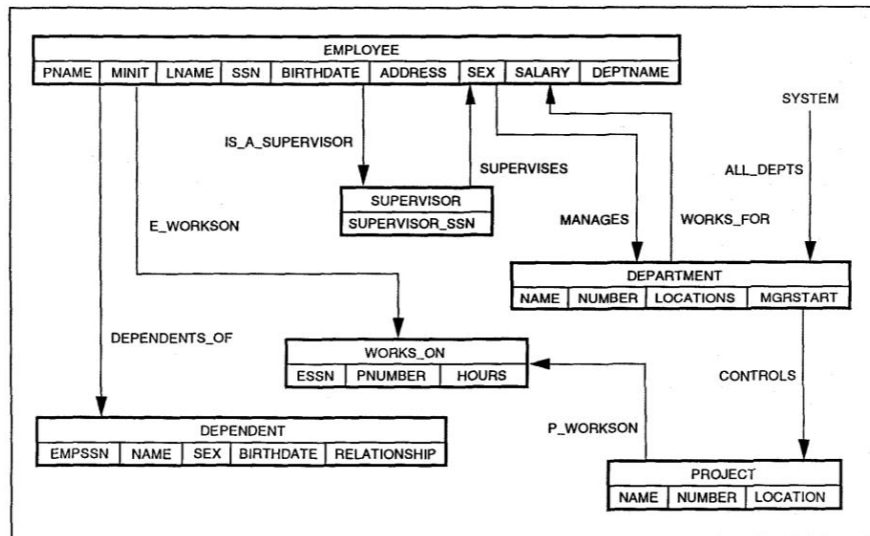 EMPLOYEE
PNAME MINIT LNAME SSN BIRTHDATE ADDRESS SEX SALARY DEPTNAME
SYSTEM
IS_A_SUPERVISOR
SUPERVISES
ALL_DEPTS
SUPERVISOR
SUPERVISOR_SSN
E_WORKSON
MANAGES
WORKS_FOR
DEPARTMENT
NAME NUMBER LOCATIONS MGRSTART
DEPENDENTS_OF
WORKS_ON
ESSN PNUMBER HOURS
CONTROLS
DEPENDENT
EMPSSN NAME SEX BIRTHDATE RELATIONSHIP
P_WORKSON
PROJECT
NAME NUMBER LOCATION